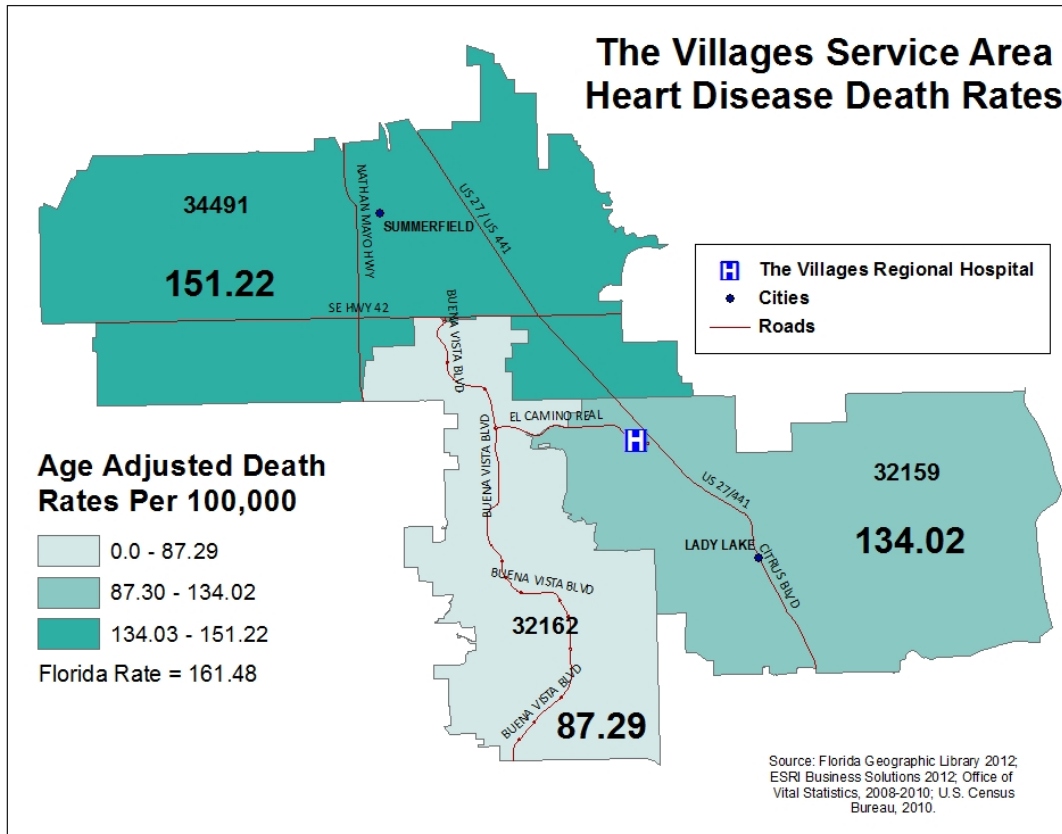 The Villages Service Area
Heart Disease Death Rates
34491
151.22
NATHAN MAYO HWY
SUMMERFIELD
US 27 / US 441
SE HWY 42
BUENA VISTA BLVD
H The Villages Regional Hospital
Cities
Roads
EL CAMINO REAL
H
BUENA VISTA BLVD
US 27/441
32159
134.02
LADY LAKE
CITRUS BLVD
BUENA VISTA BLVD
32162
BUENA VISTA BLVD
87.29
Age Adjusted Death
Rates Per 100,000
0.0 - 87.29
87.30 - 134.02
134.03 - 151.22
Florida Rate = 161.48
Source: Florida Geographic Library 2012;
ESRI Business Solutions 2012; Office of
Vital Statistics, 2008-2010; U.S. Census
Bureau, 2010.